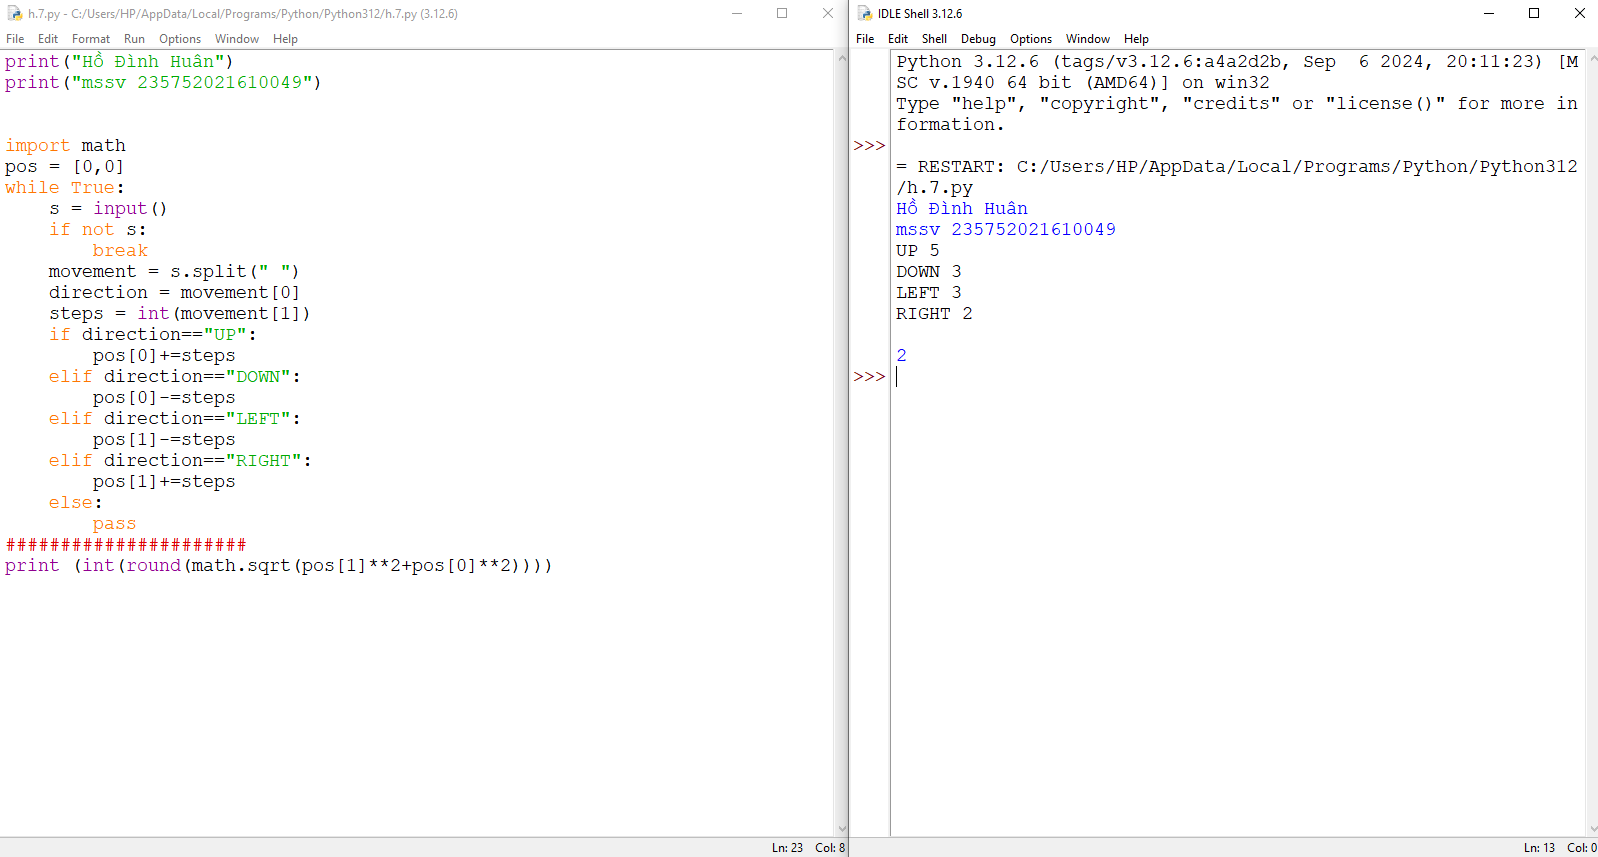 h.7.py - C:/Users/HP/AppData/Local/Programs/Python/Python312/h.7.py (3.12.6)
File Edit Format Run Options Window Help
print("Hồ Đình Huân")
print("mssv 235752021610049")
import math
pos = [0,0]
while True:
    s = input()
    if not s:
        break
    movement = s.split(" ")
    direction = movement[0]
    steps = int(movement[1])
    if direction=="UP":
        pos[0]+=steps
    elif direction=="DOWN":
        pos[0]-=steps
    elif direction=="LEFT":
        pos[1]-=steps
    elif direction=="RIGHT":
        pos[1]+=steps
    else:
        pass
######################
print (int(round(math.sqrt(pos[1]**2+pos[0]**2))))
Ln: 23 Col: 8
IDLE Shell 3.12.6
File Edit Shell Debug Options Window Help
Python 3.12.6 (tags/v3.12.6:a4a2d2b, Sep  6 2024, 20:11:23) [M
SC v.1940 64 bit (AMD64)] on win32
Type "help", "copyright", "credits" or "license()" for more in
formation.
>>>
= RESTART: C:/Users/HP/AppData/Local/Programs/Python/Python312
/h.7.py
Hồ Đình Huân
mssv 235752021610049
UP 5
DOWN 3
LEFT 3
RIGHT 2
2
>>>
Ln: 13 Col: 0